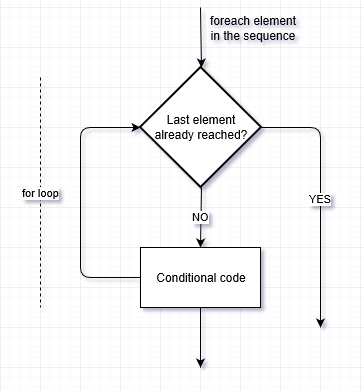 foreach element
in the sequence
Last element
already reached?
for loop
YES
NO
Conditional code